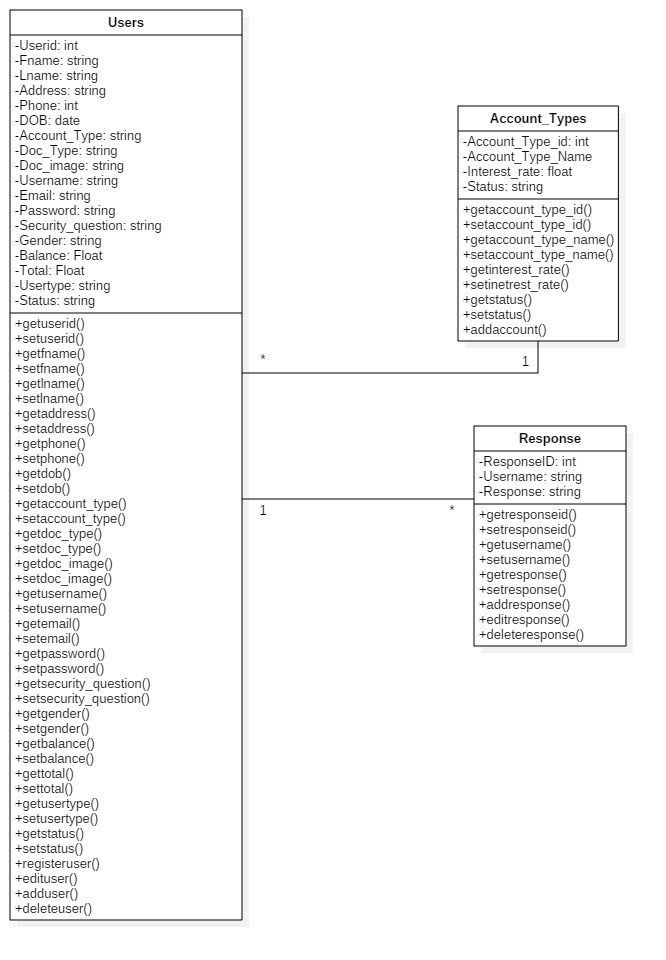 Users
-Userid: int
-Fname: string
-Lname: string
-Address: string
-Phone: int
-DOB: date
-Account_Type: string
-Doc_Type: string
-Doc_image: string
-Username: string
-Email: string
-Password: string
-Security_question: string
-Gender: string
-Balance: Float
-Total: Float
-Usertype: string
-Status: string
+getuserid()
+setuserid()
+getfname()
+setfname()
+getlname()
+setlname()
+getaddress()
+setaddress()
+getphone()
+setphone()
+getdob()
+setdob()
+getaccount_type()
+setaccount_type()
+getdoc_type()
+setdoc_type()
+getdoc_image()
+setdoc_image()
+getusername()
+setusername()
+getemail()
+setemail()
+getpassword()
+setpassword()
+getsecurity_question()
+setsecurity_question()
+getgender()
+setgender()
+getbalance()
+setbalance()
+gettotal()
+settotal()
+getusertype()
+setusertype()
+getstatus()
+setstatus()
+registeruser()
+edituser()
+adduser()
+deleteuser()
Account_Types
-Account_Type_id: int
-Account_Type_Name
-Interest_rate: float
-Status: string
+getaccount_type_id()
+setaccount_type_id()
+getaccount_type_name()
+setaccount_type_name()
+getinterest_rate()
+setinetrest_rate()
+getstatus()
+setstatus()
+addaccount()
* 1
Response
-ResponseID: int
-Username: string
-Response: string
+getresponseid()
+setresponseid()
+getusername()
+setusername()
+getresponse()
+setresponse()
+addresponse()
+editresponse()
+deleteresponse()
1 *